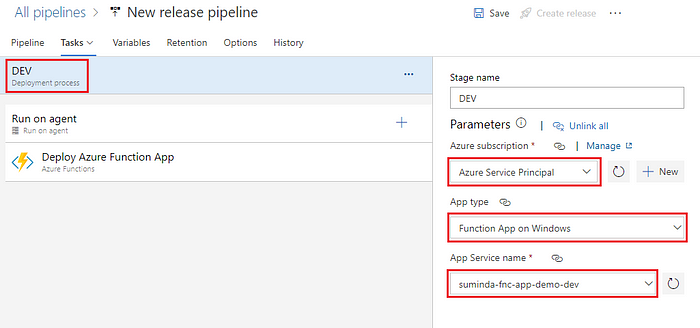 All pipelines > New release pipeline
Save
Create release
...
Pipeline
Tasks
Variables
Retention
Options
History
DEV
Deployment process
...
Run on agent
Run on agent
Deploy Azure Function App
Azure Functions
Stage name
DEV
Parameters
Unlink all
Azure subscription *
Manage
Azure Service Principal
New
App type
Function App on Windows
App Service name *
suminda-fnc-app-demo-dev